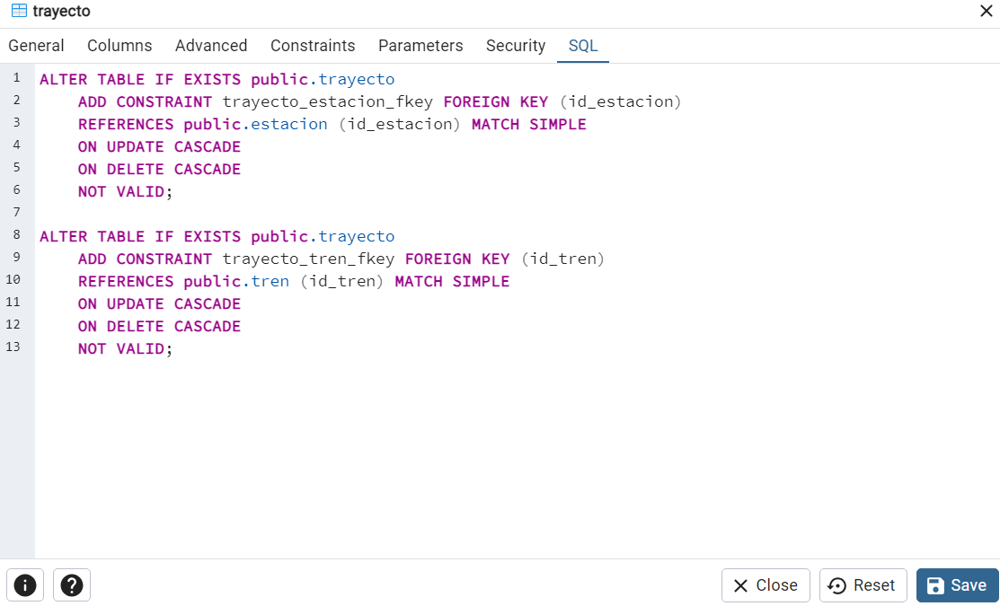 trayecto
General Columns Advanced Constraints Parameters Security SQL
1 ALTER TABLE IF EXISTS public.trayecto
2 ADD CONSTRAINT trayecto_estacion_fkey FOREIGN KEY (id_estacion)
3 REFERENCES public.estacion (id_estacion) MATCH SIMPLE
4 ON UPDATE CASCADE
5 ON DELETE CASCADE
6 NOT VALID;
7
8 ALTER TABLE IF EXISTS public.trayecto
9 ADD CONSTRAINT trayecto_tren_fkey FOREIGN KEY (id_tren)
10 REFERENCES public.tren (id_tren) MATCH SIMPLE
11 ON UPDATE CASCADE
12 ON DELETE CASCADE
13 NOT VALID;
Close Reset Save